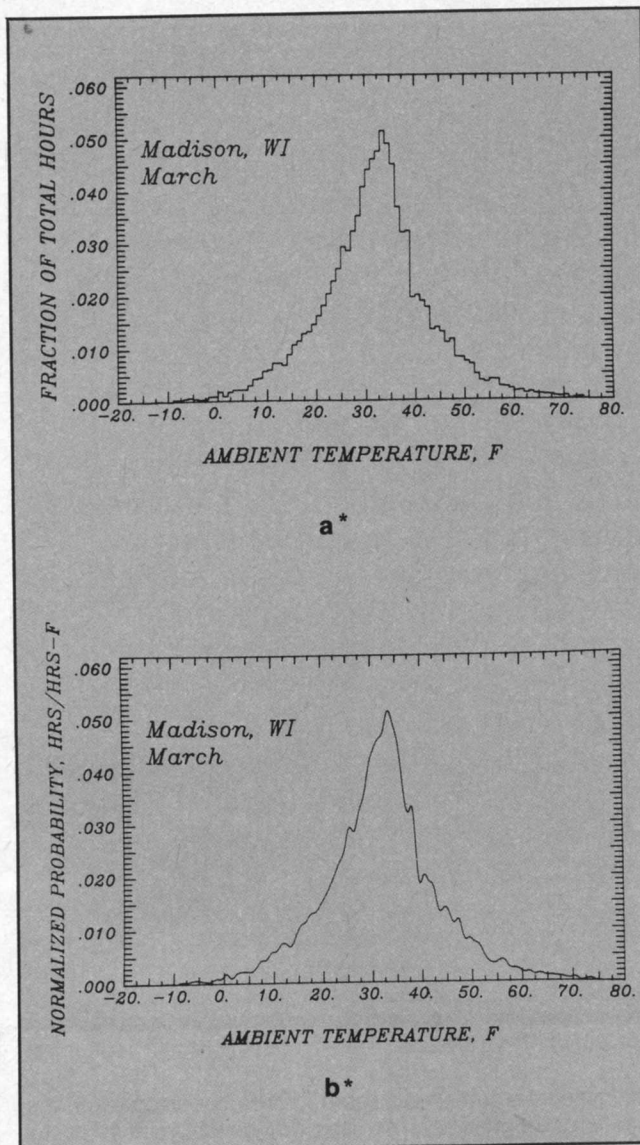 FRACTION OF TOTAL HOURS
.060
.050
.040
.030
.020
.010
.000
Madison, WI
March
-20. -10. 0. 10. 20. 30. 40. 50. 60. 70. 80.
AMBIENT TEMPERATURE, F
a*
NORMALIZED PROBABILITY, HRS/HRS-F
.060
.050
.040
.030
.020
.010
.000
Madison, WI
March
-20. -10. 0. 10. 20. 30. 40. 50. 60. 70. 80.
AMBIENT TEMPERATURE, F
b*